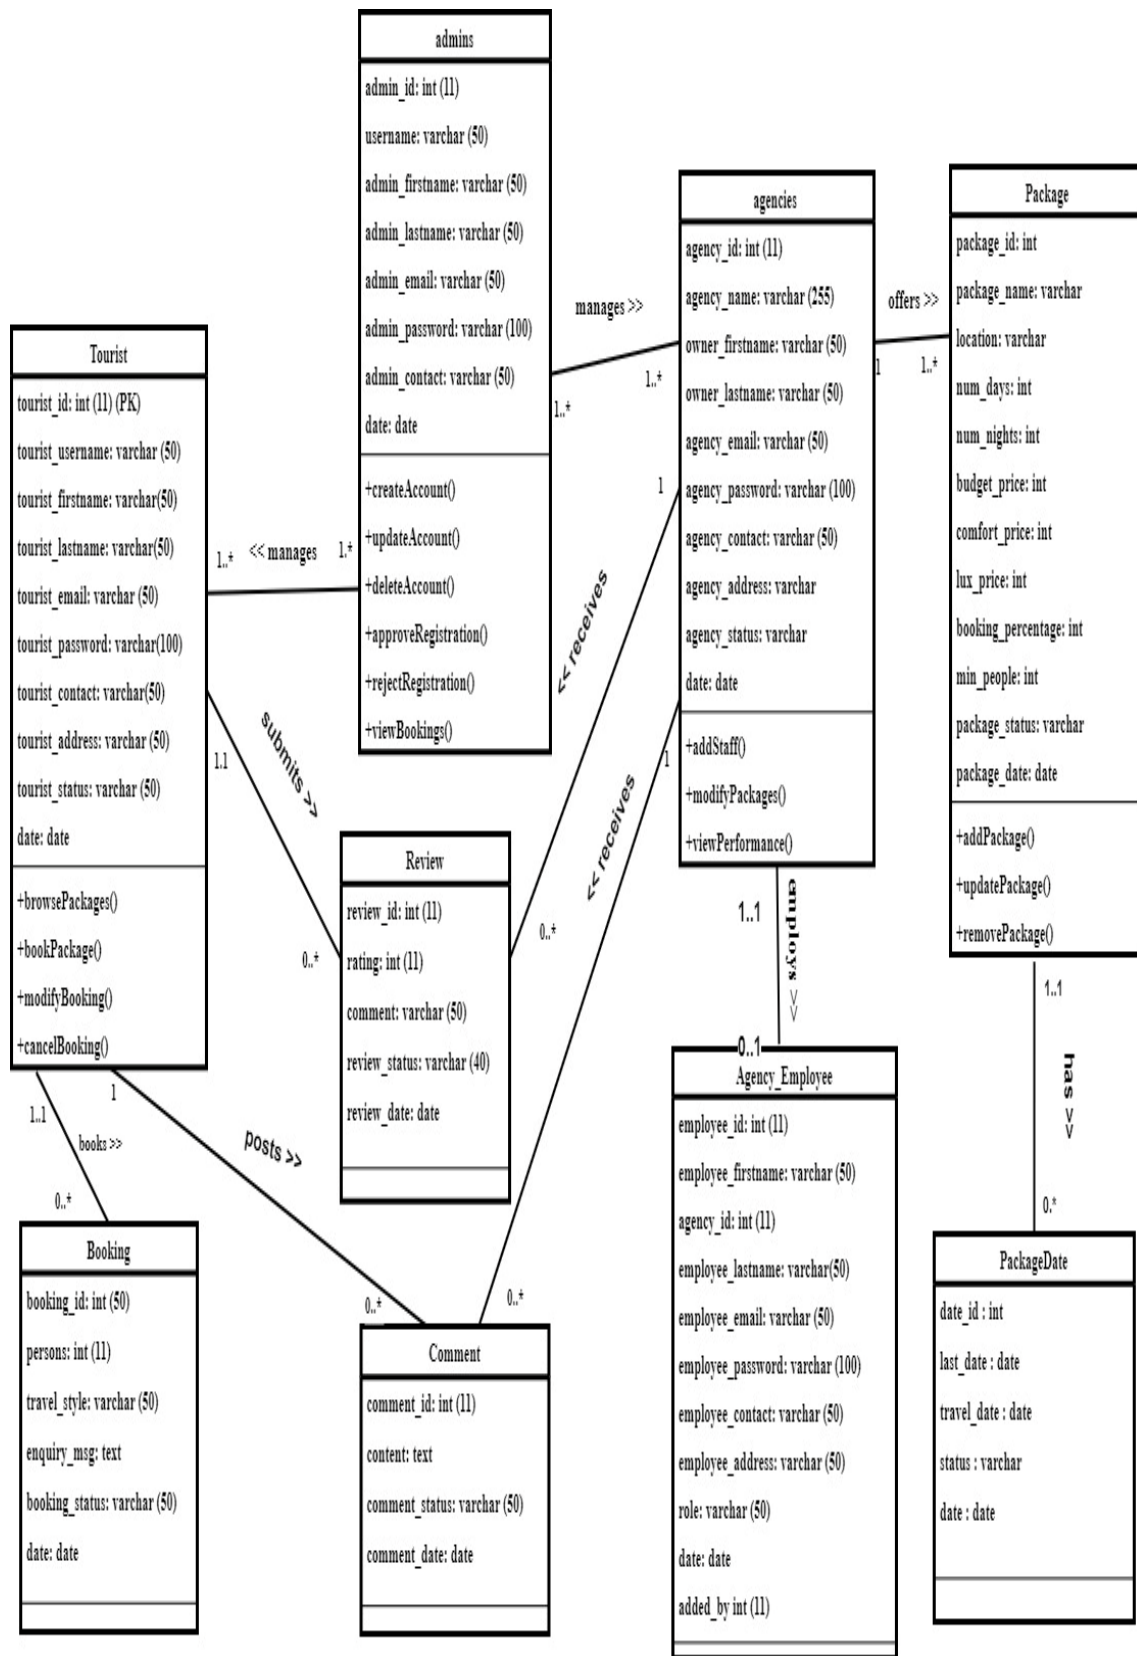 admins
admin_id: int (11)
username: varchar (50)
admin_firstname: varchar (50)
admin_lastname: varchar (50)
admin_email: varchar (50)
admin_password: varchar (100)
admin_contact: varchar (50)
date: date
+createAccount()
+updateAccount()
+deleteAccount()
+approveRegistration()
+rejectRegistration()
+viewBookings()
manages >>
1..*
1..*
agencies
agency_id: int (11)
agency_name: varchar (255)
owner_firstname: varchar (50)
owner_lastname: varchar (50)
agency_email: varchar (50)
agency_password: varchar (100)
agency_contact: varchar (50)
agency_address: varchar
agency_status: varchar
date: date
+addStaff()
+modifyPackages()
+viewPerformance()
offers >>
1
1..*
Package
package_id: int
package_name: varchar
location: varchar
num_days: int
num_nights: int
budget_price: int
comfort_price: int
lux_price: int
booking_percentage: int
min_people: int
package_status: varchar
package_date: date
+addPackage()
+updatePackage()
+removePackage()
Tourist
tourist_id: int (11) (PK)
tourist_username: varchar (50)
tourist_firstname: varchar(50)
tourist_lastname: varchar(50)
tourist_email: varchar (50)
tourist_password: varchar(100)
tourist_contact: varchar(50)
tourist_address: varchar (50)
tourist_status: varchar (50)
date: date
+browsePackages()
+bookPackage()
+modifyBooking()
+cancelBooking()
1..*
<< manages
1.*
1.1
submits >>
0..*
1
<< receives
0..*
1
<< receives
0..*
Review
review_id: int (11)
rating: int (11)
comment: varchar (50)
review_status: varchar (40)
review_date: date
1..1
employs >>
0..1
1..1
has >>
0.*
1..1
books >>
0..*
1
posts >>
0..*
Booking
booking_id: int (50)
persons: int (11)
travel_style: varchar (50)
enquiry_msg: text
booking_status: varchar (50)
date: date
Comment
comment_id: int (11)
content: text
comment_status: varchar (50)
comment_date: date
Agency_Employee
employee_id: int (11)
employee_firstname: varchar (50)
agency_id: int (11)
employee_lastname: varchar(50)
employee_email: varchar (50)
employee_password: varchar (100)
employee_contact: varchar (50)
employee_address: varchar (50)
role: varchar (50)
date: date
added_by int (11)
PackageDate
date_id : int
last_date : date
travel_date : date
status : varchar
date : date